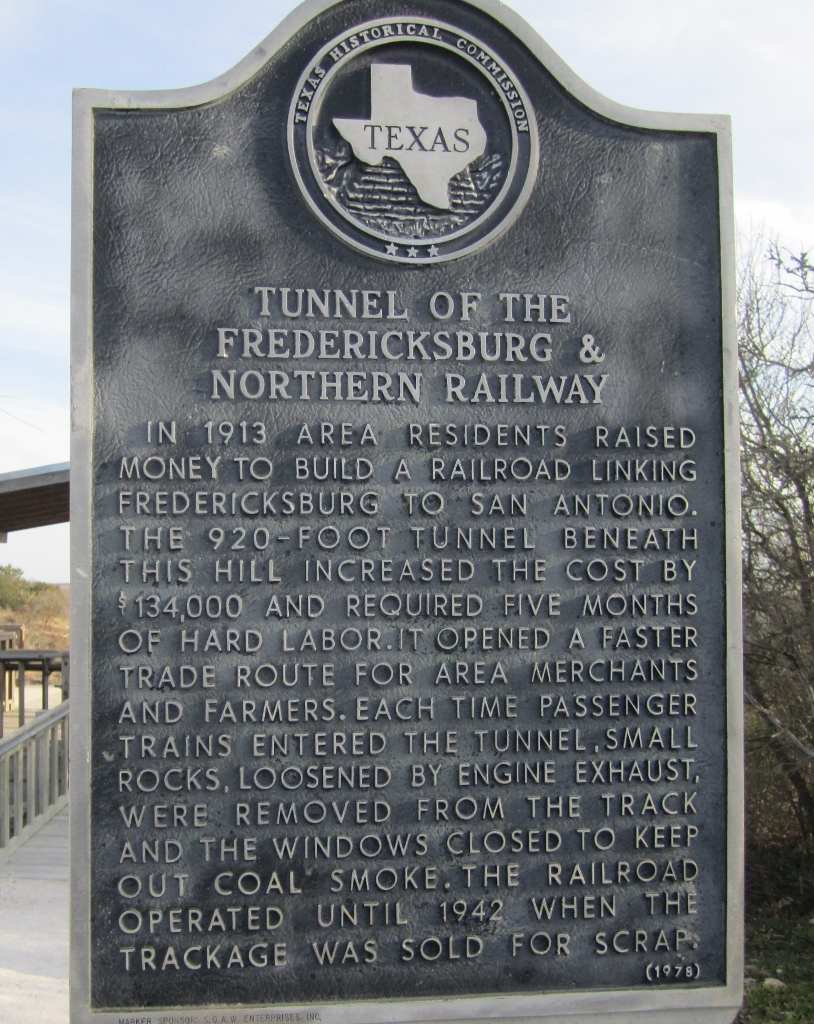 TEXAS HISTORICAL COMMISSION
TEXAS
TUNNEL OF THE
FREDERICKSBURG &
NORTHERN RAILWAY
IN 1913 AREA RESIDENTS RAISED
MONEY TO BUILD A RAILROAD LINKING
FREDERICKSBURG TO SAN ANTONIO.
THE 920-FOOT TUNNEL BENEATH
THIS HILL INCREASED THE COST BY
$134,000 AND REQUIRED FIVE MONTHS
OF HARD LABOR. IT OPENED A FASTER
TRADE ROUTE FOR AREA MERCHANTS
AND FARMERS. EACH TIME PASSENGER
TRAINS ENTERED THE TUNNEL, SMALL
ROCKS, LOOSENED BY ENGINE EXHAUST,
WERE REMOVED FROM THE TRACK
AND THE WINDOWS CLOSED TO KEEP
OUT COAL SMOKE. THE RAILROAD
OPERATED UNTIL 1942 WHEN THE
TRACKAGE WAS SOLD FOR SCRAP.
(1978)
MARKER SPONSOR: ENTERPRISES, INC.